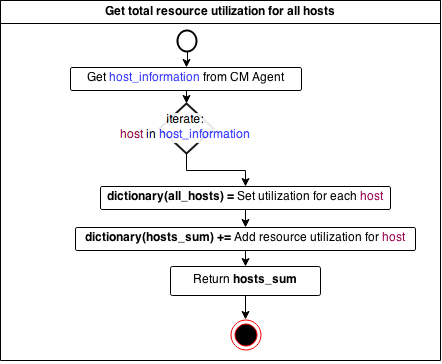 Get total resource utilization for all hosts
Get host_information from CM Agent
iterate:
host in host_information
dictionary(all_hosts) = Set utilization for each host
dictionary(hosts_sum) += Add resource utilization for host
Return hosts_sum